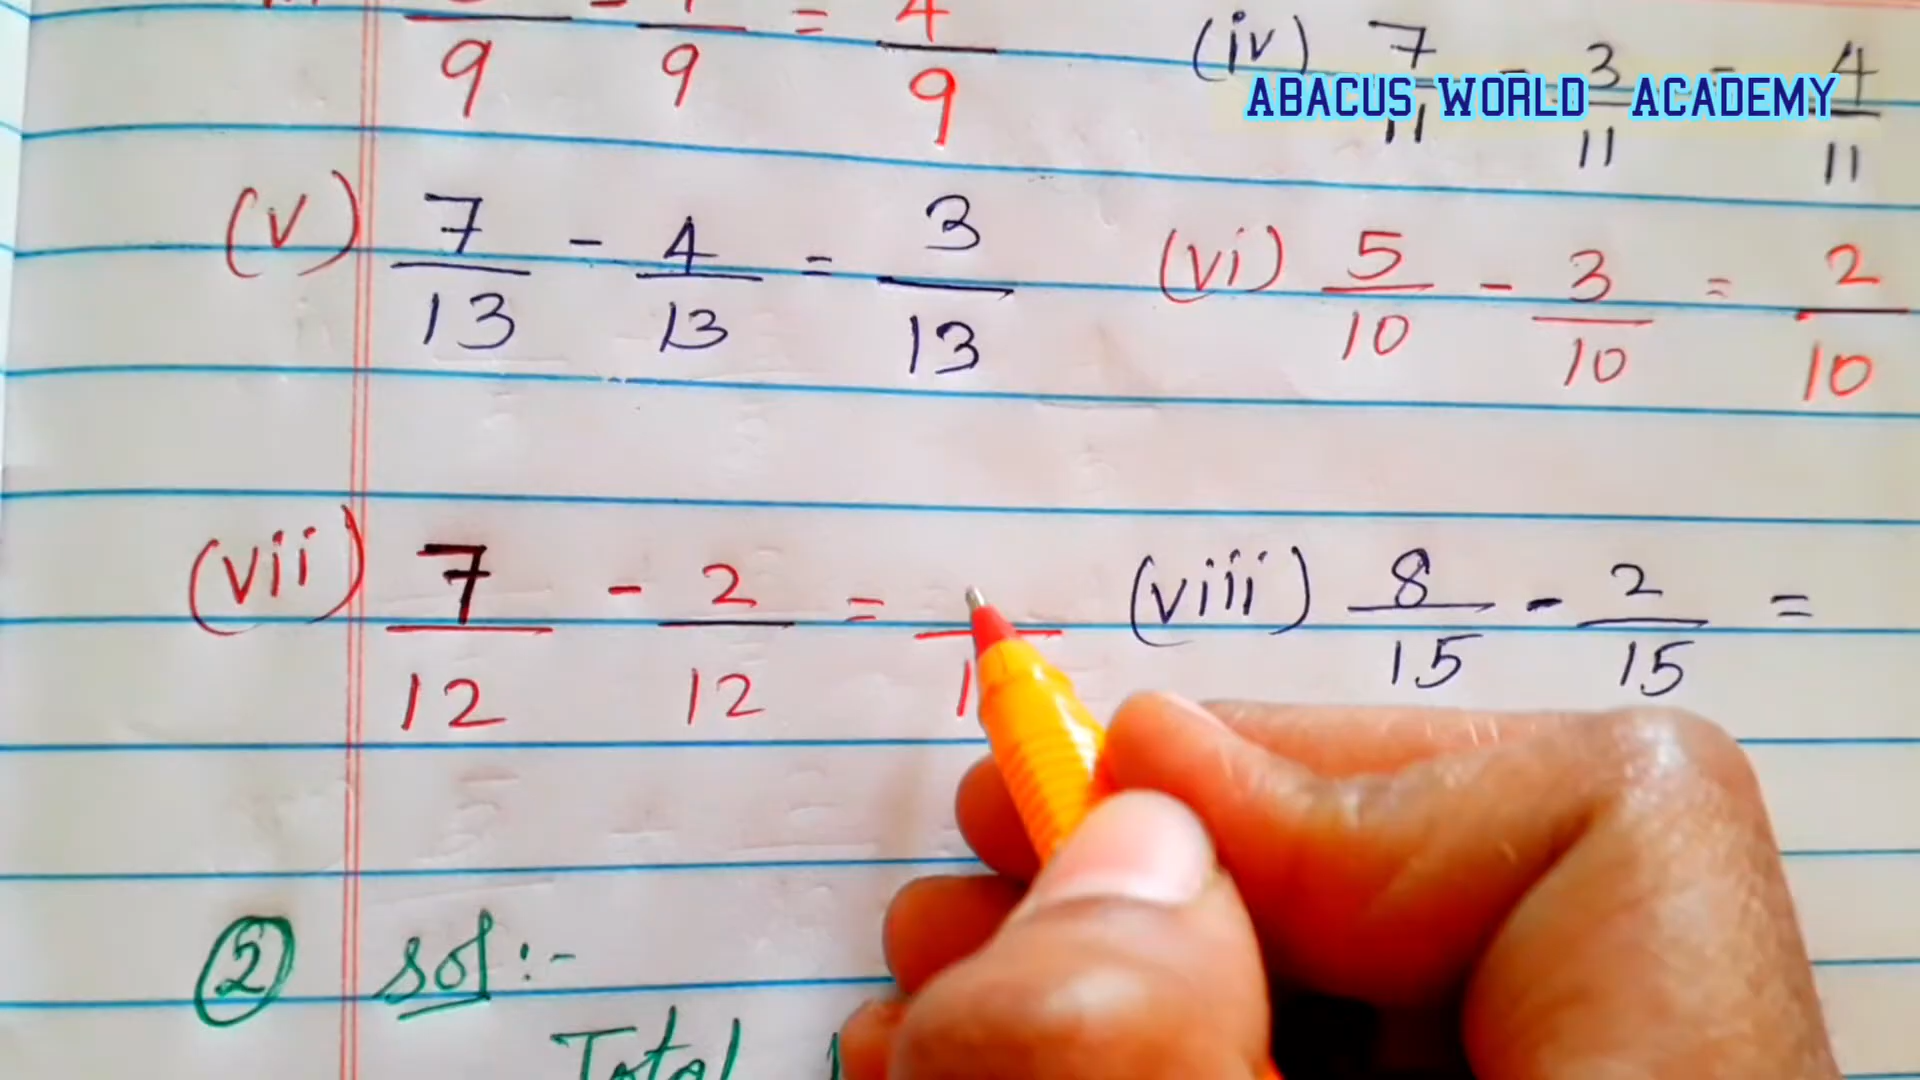 9 9 = 4/9 (iv) 7/11 - 3/11 = 4/11
ABACUS WORLD ACADEMY
(v) 7/13 - 4/13 = 3/13 (vi) 5/10 - 3/10 = 2/10
(vii) 7/12 - 2/12 = (viii) 8/15 - 2/15 =
② sol:-
Total